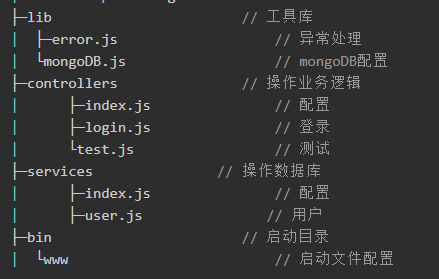 ├─lib // 工具库
│ ├─error.js // 异常处理
│ └mongoDB.js // mongoDB配置
├─controllers // 操作业务逻辑
│ ├─index.js // 配置
│ ├─login.js // 登录
│ └test.js // 测试
├─services // 操作数据库
│ ├─index.js // 配置
│ ├─user.js // 用户
├─bin // 启动目录
│ └www // 启动文件配置